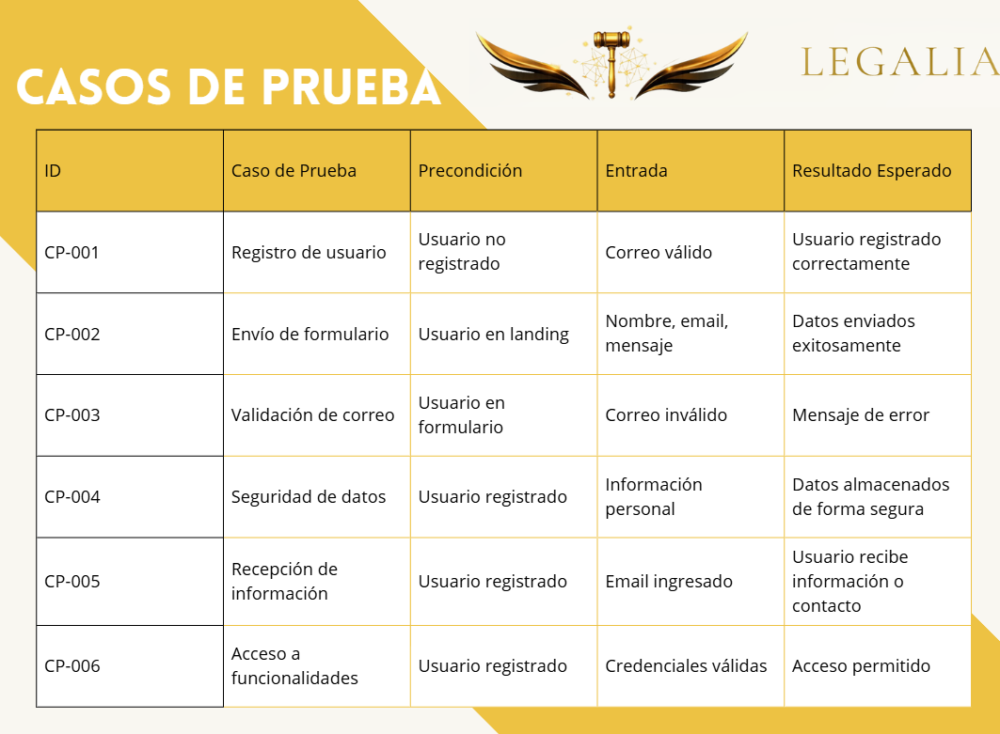 CASOS DE PRUEBA
LEGALIA
ID
Caso de Prueba
Precondición
Entrada
Resultado Esperado
CP-001
Registro de usuario
Usuario no
registrado
Correo válido
Usuario registrado
correctamente
CP-002
Envío de formulario
Usuario en landing
Nombre, email,
mensaje
Datos enviados
exitosamente
CP-003
Validación de correo
Usuario en
formulario
Correo inválido
Mensaje de error
CP-004
Seguridad de datos
Usuario registrado
Información
personal
Datos almacenados
de forma segura
CP-005
Recepción de
información
Usuario registrado
Email ingresado
Usuario recibe
información o
contacto
CP-006
Acceso a
funcionalidades
Usuario registrado
Credenciales válidas
Acceso permitido